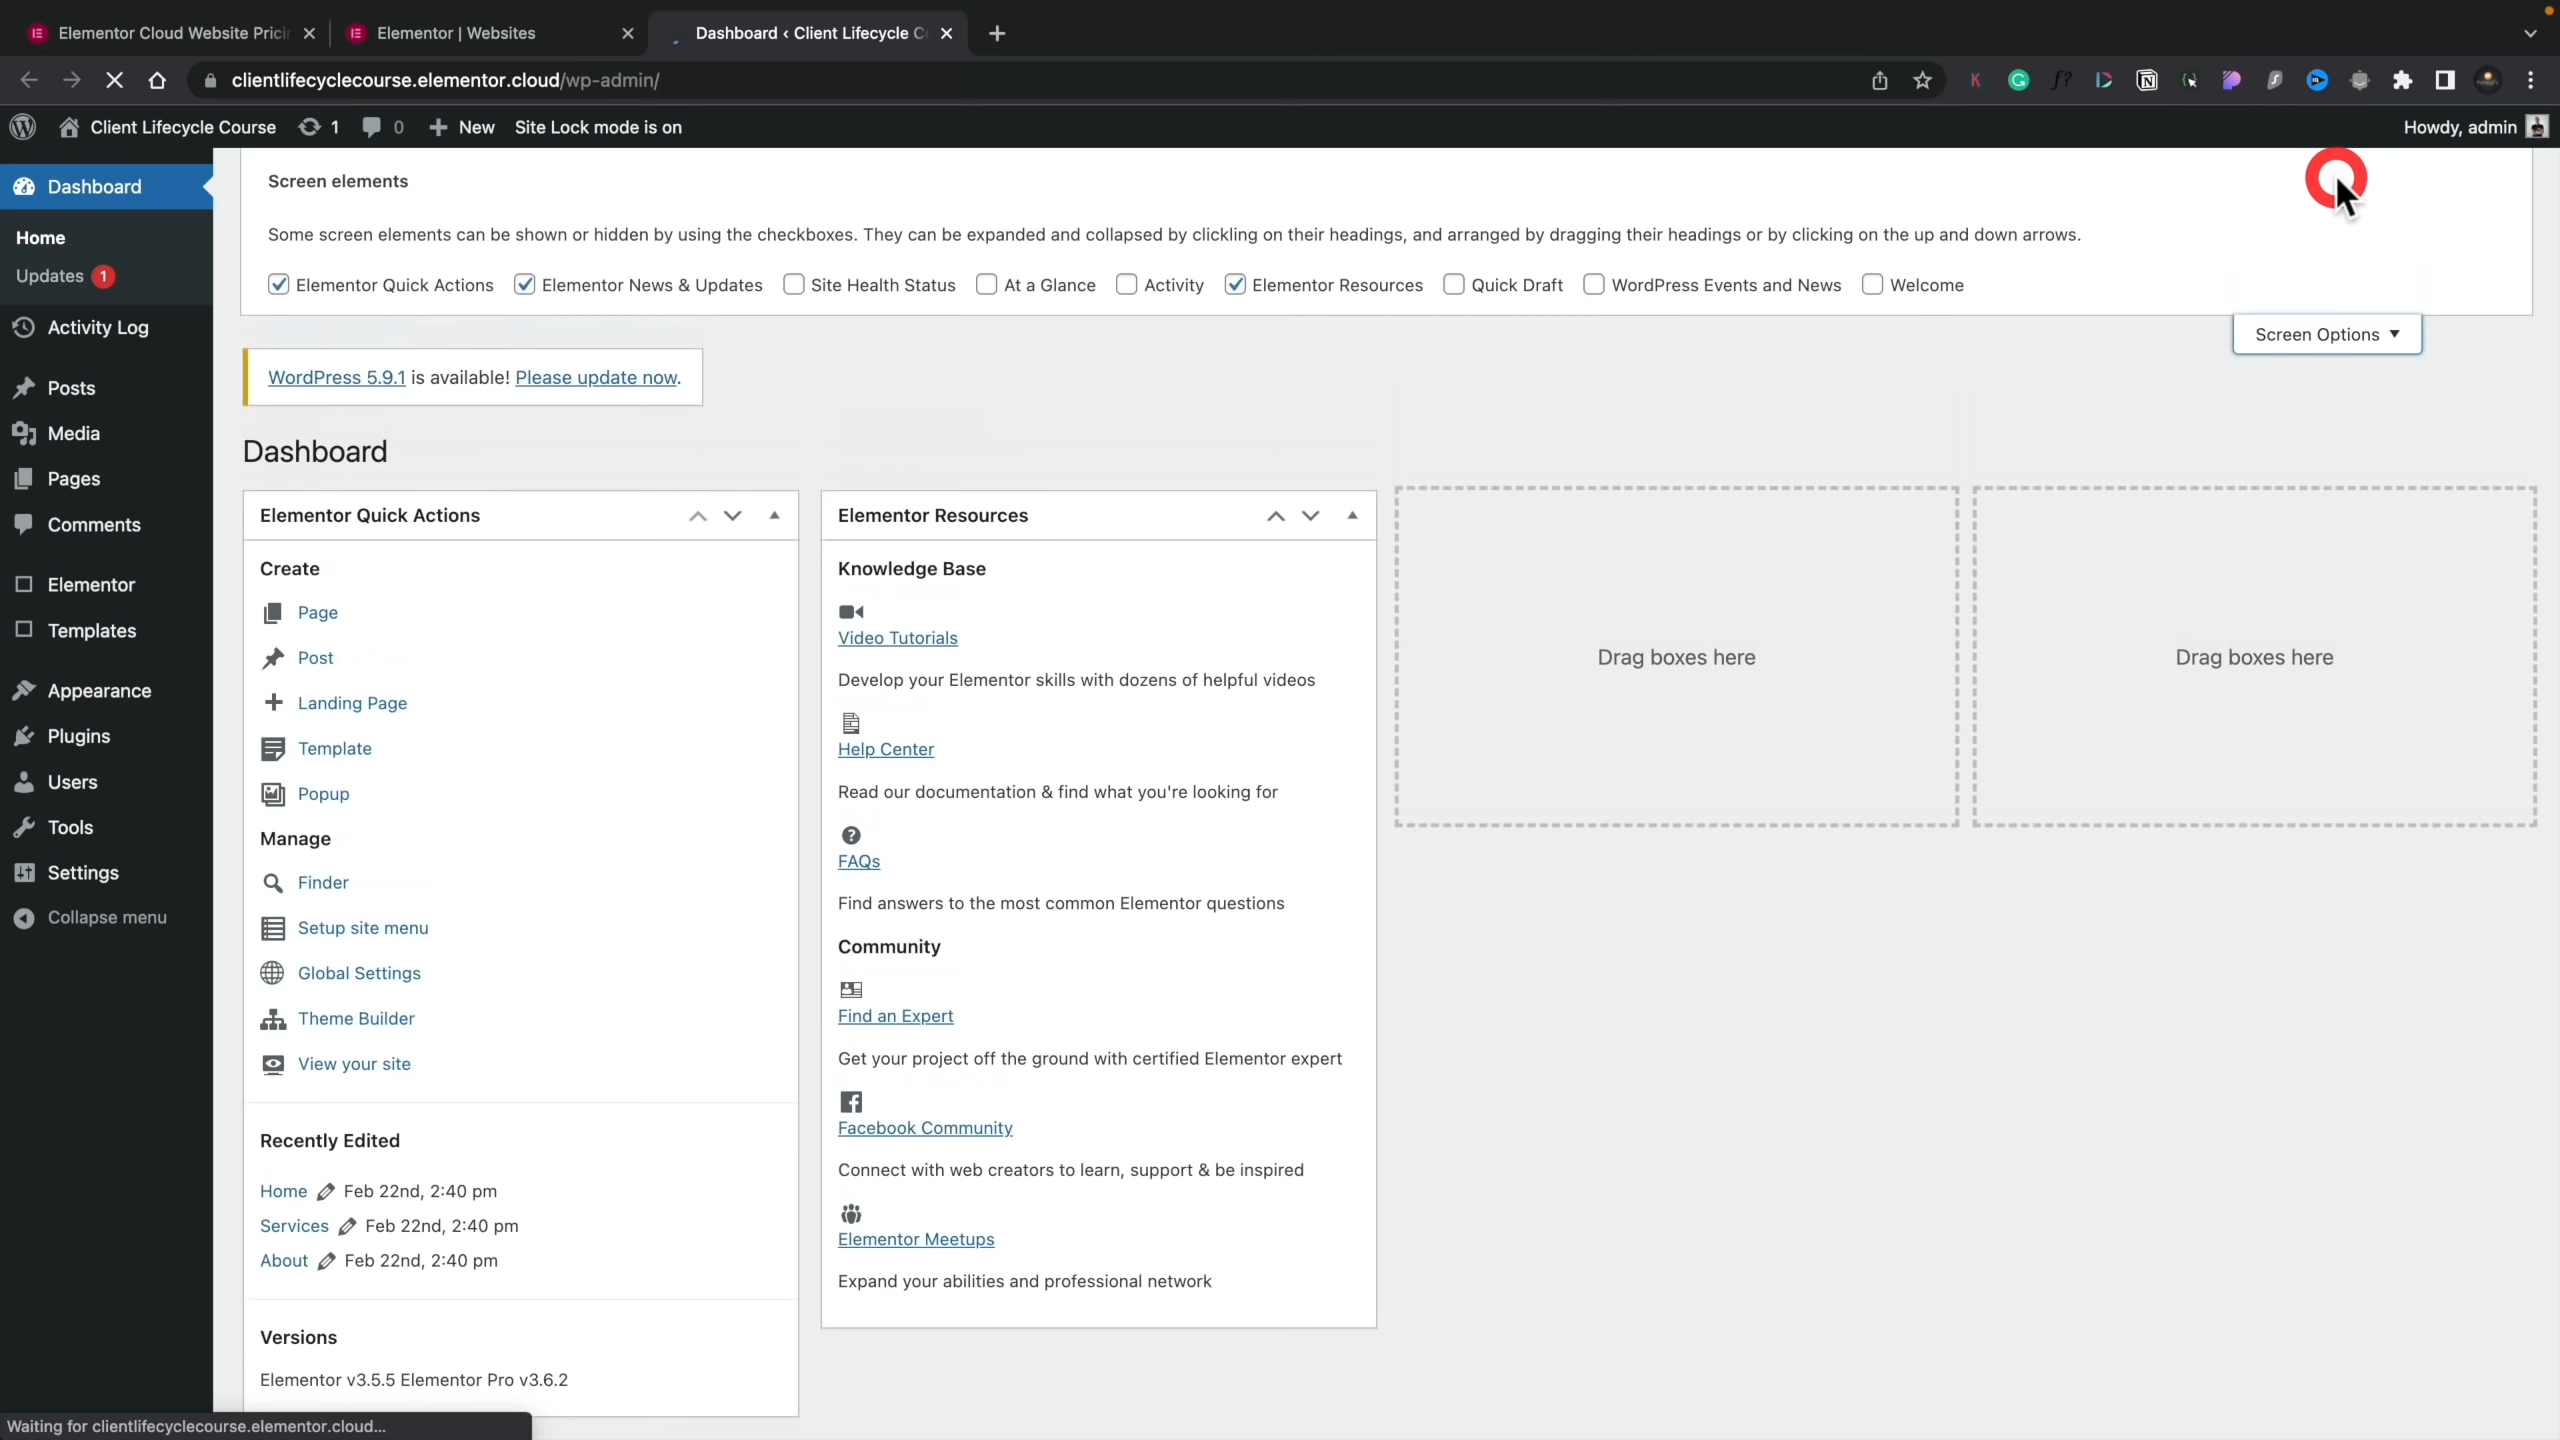 Elementor Cloud Website Prici
Elementor | Websites
Dashboard ‹ Client Lifecycle C
clientlifecyclecourse.elementor.cloud/wp-admin/
Client Lifecycle Course
1
0
New
Site Lock mode is on
Howdy, admin
Dashboard
Home
Updates 1
Activity Log
Posts
Media
Pages
Comments
Elementor
Templates
Appearance
Plugins
Users
Tools
Settings
Collapse menu
Screen elements
Some screen elements can be shown or hidden by using the checkboxes. They can be expanded and collapsed by clickling on their headings, and arranged by dragging their headings or by clicking on the up and down arrows.
Elementor Quick Actions Elementor News & Updates Site Health Status At a Glance Activity Elementor Resources Quick Draft WordPress Events and News Welcome
Screen Options
WordPress 5.9.1 is available! Please update now.
Dashboard
Elementor Quick Actions
Create
Page
Post
Landing Page
Template
Popup
Manage
Finder
Setup site menu
Global Settings
Theme Builder
View your site
Recently Edited
Home Feb 22nd, 2:40 pm
Services Feb 22nd, 2:40 pm
About Feb 22nd, 2:40 pm
Versions
Elementor v3.5.5 Elementor Pro v3.6.2
Elementor Resources
Knowledge Base
Video Tutorials
Develop your Elementor skills with dozens of helpful videos
Help Center
Read our documentation & find what you're looking for
FAQs
Find answers to the most common Elementor questions
Community
Find an Expert
Get your project off the ground with certified Elementor expert
Facebook Community
Connect with web creators to learn, support & be inspired
Elementor Meetups
Expand your abilities and professional network
Drag boxes here
Drag boxes here
Waiting for clientlifecyclecourse.elementor.cloud...